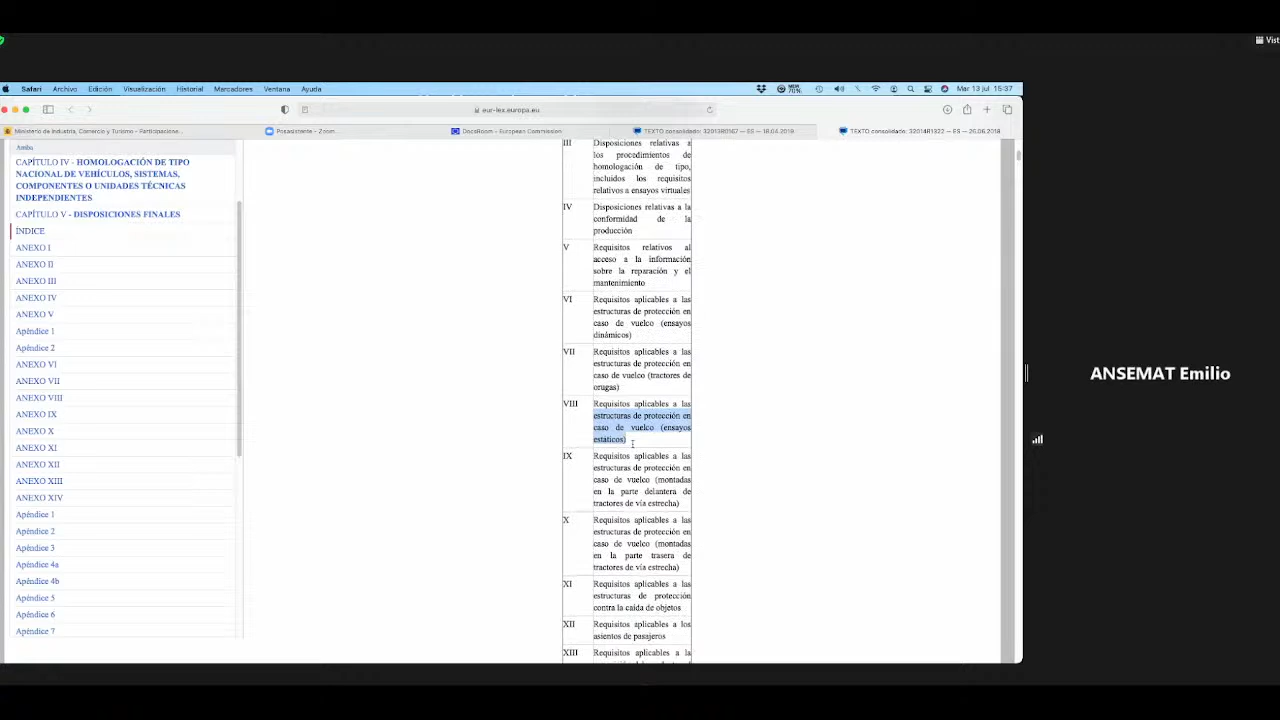 Vist
Safari Archivo Edición Visualización Historial Marcadores Ventana Ayuda
Mar 13 jul 15:37
eur-lex.europa.eu
Ministerio de Industria, Comercio y Turismo - Participacione...
DocsRoom - European Commission
TEXTO consolidado: 32013R0167 — ES — 18.04.2019
TEXTO consolidado: 32014R1322 — ES — 26.06.2018
Arriba
CAPÍTULO IV - HOMOLOGACIÓN DE TIPO
NACIONAL DE VEHÍCULOS, SISTEMAS,
COMPONENTES O UNIDADES TÉCNICAS
INDEPENDIENTES
CAPÍTULO V - DISPOSICIONES FINALES
ÍNDICE
ANEXO I
ANEXO II
ANEXO III
ANEXO IV
ANEXO V
Apéndice 1
Apéndice 2
ANEXO VI
ANEXO VII
ANEXO VIII
ANEXO IX
ANEXO X
ANEXO XI
ANEXO XII
ANEXO XIII
ANEXO XIV
Apéndice 1
Apéndice 2
Apéndice 3
Apéndice 4a
Apéndice 4b
Apéndice 5
Apéndice 6
Apéndice 7
III Disposiciones relativas a
los procedimientos de
homologación de tipo,
incluidos los requisitos
relativos a ensayos virtuales
IV Disposiciones relativas a la
conformidad de la
producción
V Requisitos relativos al
acceso a la información
sobre la reparación y el
mantenimiento
VI Requisitos aplicables a las
estructuras de protección en
caso de vuelco (ensayos
dinámicos)
VII Requisitos aplicables a las
estructuras de protección en
caso de vuelco (tractores de
orugas)
VIII Requisitos aplicables a las
estructuras de protección en
caso de vuelco (ensayos
estáticos)
IX Requisitos aplicables a las
estructuras de protección en
caso de vuelco (montadas
en la parte delantera de
tractores de vía estrecha)
X Requisitos aplicables a las
estructuras de protección en
caso de vuelco (montadas
en la parte trasera de
tractores de vía estrecha)
XI Requisitos aplicables a las
estructuras de protección
contra la caída de objetos
XII Requisitos aplicables a los
asientos de pasajeros
XIII Requisitos aplicables a la
ANSEMAT Emilio